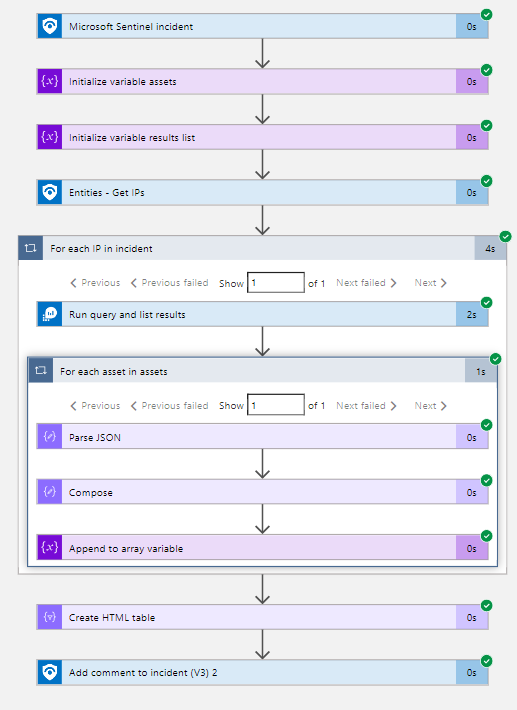 Microsoft Sentinel incident 0s
{x} Initialize variable assets 0s
{x} Initialize variable results list 0s
Entities - Get IPs 0s
For each IP in incident 4s
< Previous < Previous failed Show 1 of 1 Next failed > Next >
Run query and list results 2s
For each asset in assets 1s
< Previous < Previous failed Show 1 of 1 Next failed > Next >
Parse JSON 0s
Compose 0s
{x} Append to array variable 0s
Create HTML table 0s
Add comment to incident (V3) 2 0s